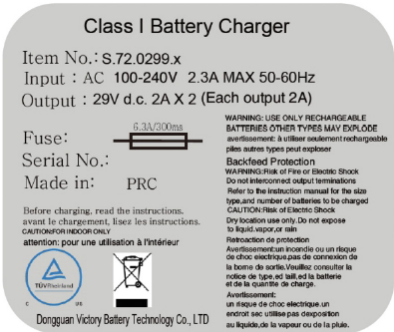 Class I Battery Charger
Item No.: S.72.0299.x
Input : AC 100-240V 2.3A MAX 50-60Hz
Output : 29V d.c. 2A X 2 (Each output 2A)
Fuse: 6.3A/300ms
Serial No.:
Made in: PRC
Before charging, read the instructions.
avant le chargement, lisez les instructions.
CAUTION:FOR INDOOR ONLY
attention: pour une utilisation à l'intérieur
TÜVRheinland
C US
Dongguan Victory Battery Technology Co., LTD
WARNING: USE ONLY RECHARGEABLE
BATTERIES OTHER TYPES MAY EXPLODE
avertissement: à utiliser seulement rechargeable
piles autres types peut exploser
Backfeed Protection
WARNING:Risk of Fire or Electric Shock
Do not interconnect output terminations
Refer to the instruction manual for the size
type,and number of batteries to be charged
CAUTION:Risk of Electric Shock
Dry location use only.Do not expose
to liquid.vapor,or rain
Retroaction de protection
Avertissement:un incendie ou un risque
de choc electrique.pas de connexion de
la borne de sortie.Veuillez consulter la
notice de type,ed taill,ed la batterie
et de la quantite de charge.
Avertissement:
un risque de choc electrique.un
endroit sec utilise pas dexposition
au liquide,de la vapeur ou de la pluie.